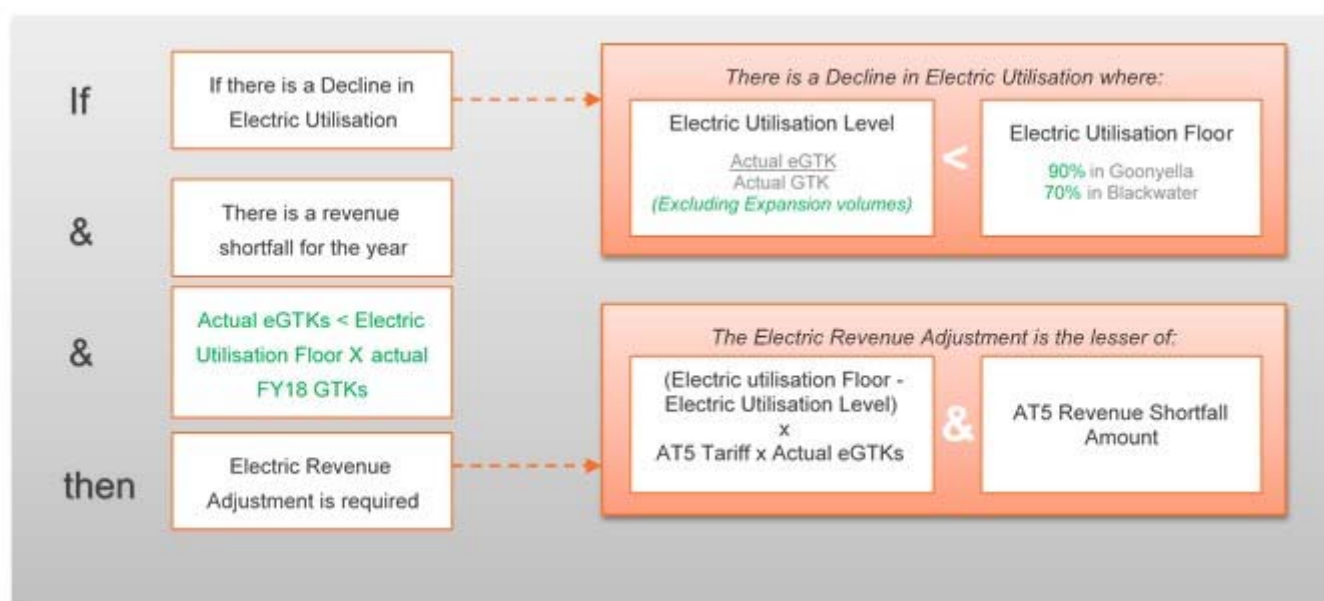 If
If there is a Decline in
Electric Utilisation
&
There is a revenue
shortfall for the year
&
Actual eGTKs < Electric
Utilisation Floor X actual
FY18 GTKs
then
Electric Revenue
Adjustment is required
There is a Decline in Electric Utilisation where:
Electric Utilisation Level
Actual eGTK
Actual GTK
(Excluding Expansion volumes)
<
Electric Utilisation Floor
90% in Goonyella
70% in Blackwater
The Electric Revenue Adjustment is the lesser of:
(Electric utilisation Floor -
Electric Utilisation Level)
x
AT5 Tariff x Actual eGTKs
&
AT5 Revenue Shortfall
Amount